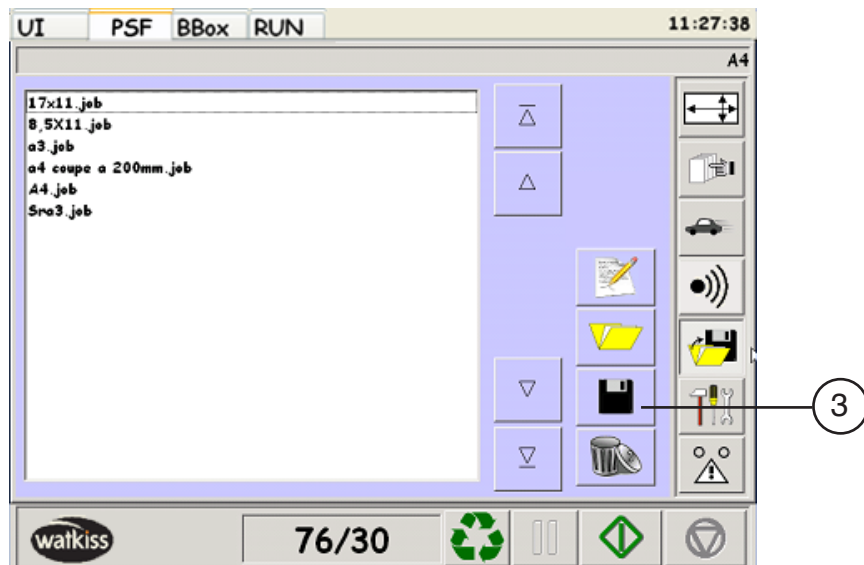 UI PSF BBox RUN 11:27:38
A4
17x11.job
8,5X11.job
a3.job
a4 coupe a 200mm.job
A4.job
Sra3.job
3
watkiss 76/30